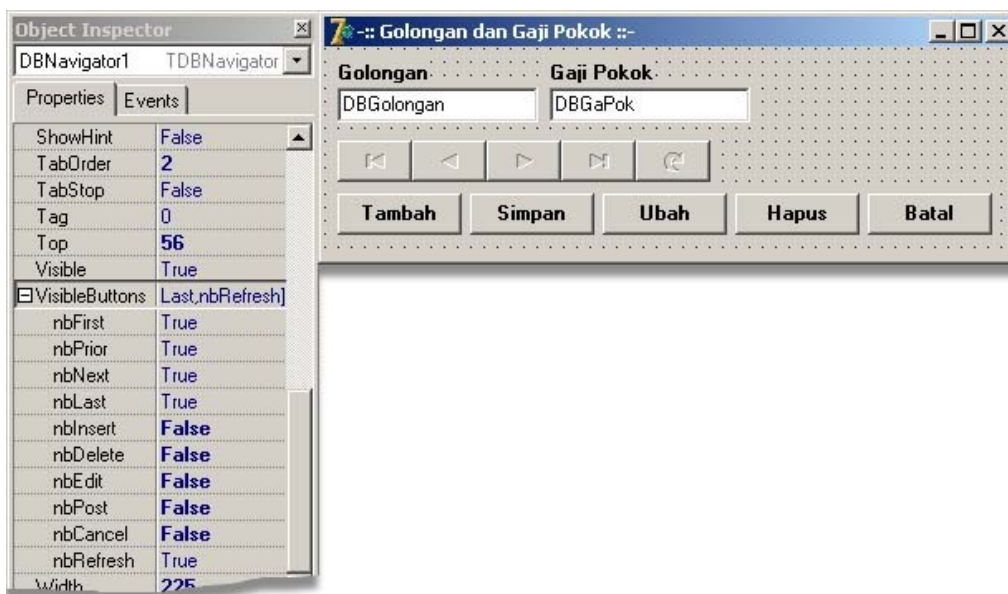 Object Inspector
DBNavigator1 TDBNavigator
Properties Events
ShowHint False
TabOrder 2
TabStop False
Tag 0
Top 56
Visible True
VisibleButtons Last,nbRefresh]
nbFirst True
nbPrior True
nbNext True
nbLast True
nbInsert False
nbDelete False
nbEdit False
nbPost False
nbCancel False
nbRefresh True
Width 225
-:: Golongan dan Gaji Pokok ::-
Golongan Gaji Pokok
DBGolongan DBGaPok
Tambah Simpan Ubah Hapus Batal